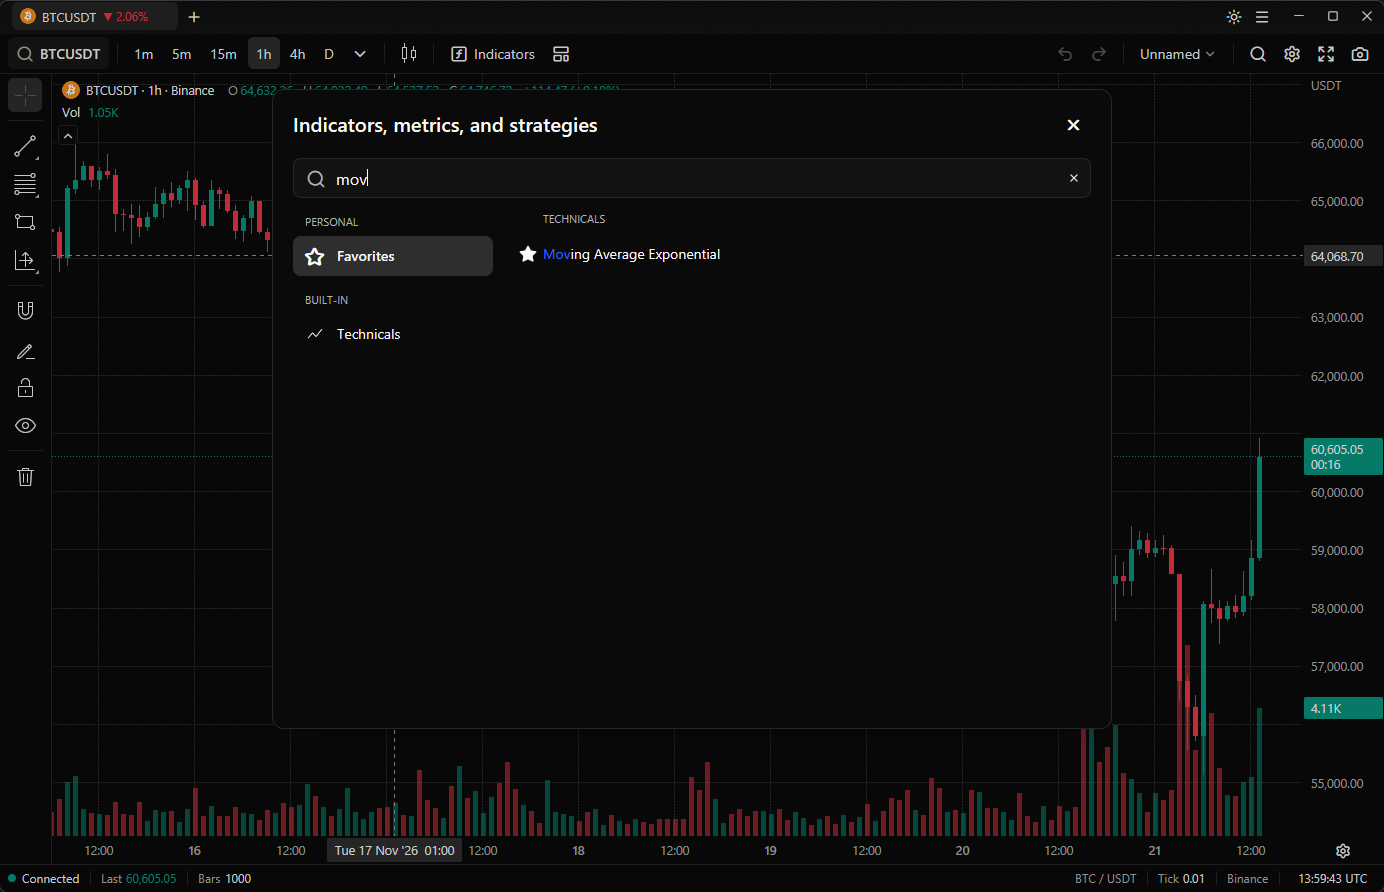 BTCUSDT 2.06%
BTCUSDT 1m 5m 15m 1h 4h D Indicators Unnamed
BTCUSDT · 1h · Binance O 64,632
USDT
Vol 1.05K
Indicators, metrics, and strategies
mov
PERSONAL
TECHNICALS
Favorites
Moving Average Exponential
BUILT-IN
Technicals
66,000.00
65,000.00
64,068.70
63,000.00
62,000.00
60,605.05
00:16
60,000.00
59,000.00
58,000.00
57,000.00
4.11K
55,000.00
12:00 16 12:00 Tue 17 Nov '26 01:00 12:00 18 12:00 19 12:00 20 12:00 21 12:00
Connected Last 60,605.05 Bars 1000 BTC / USDT Tick 0.01 Binance 13:59:43 UTC